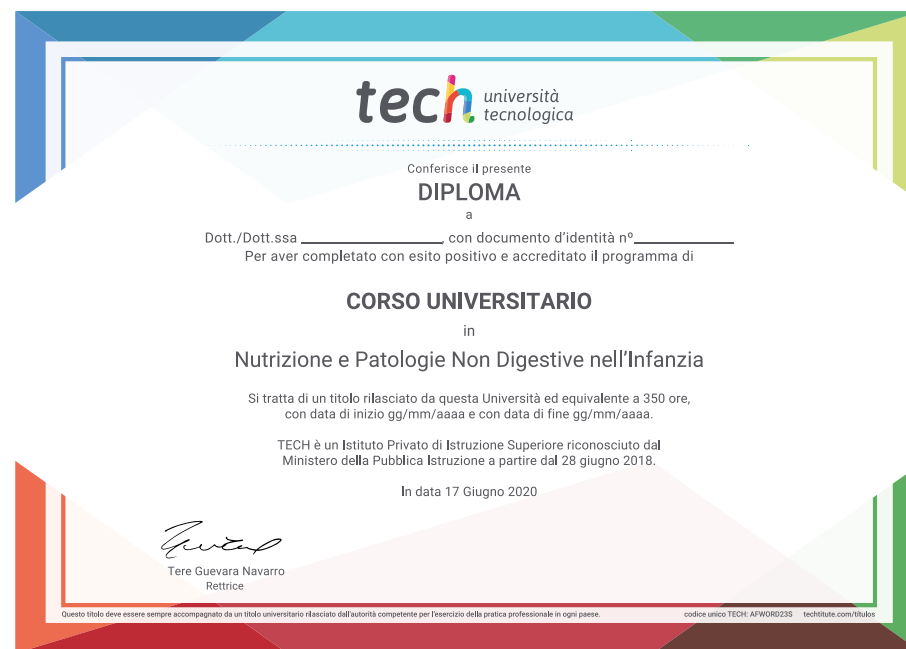 tech università
tecnologica
Conferisce il presente
DIPLOMA
a
Dott./Dott.ssa ____________________, con documento d'identità nº______________
Per aver completato con esito positivo e accreditato il programma di
CORSO UNIVERSITARIO
in
Nutrizione e Patologie Non Digestive nell'Infanzia
Si tratta di un titolo rilasciato da questa Università ed equivalente a 350 ore,
con data di inizio gg/mm/aaaa e con data di fine gg/mm/aaaa.
TECH è un Istituto Privato di Istruzione Superiore riconosciuto dal
Ministero della Pubblica Istruzione a partire dal 28 giugno 2018.
In data 17 Giugno 2020
Tere Guevara Navarro
Rettrice
Questo titolo deve essere sempre accompagnato da un titolo universitario rilasciato dall'autorità competente per l'esercizio della pratica professionale in ogni paese. codice unico TECH: AFWORD23S techtitute.com/títulos